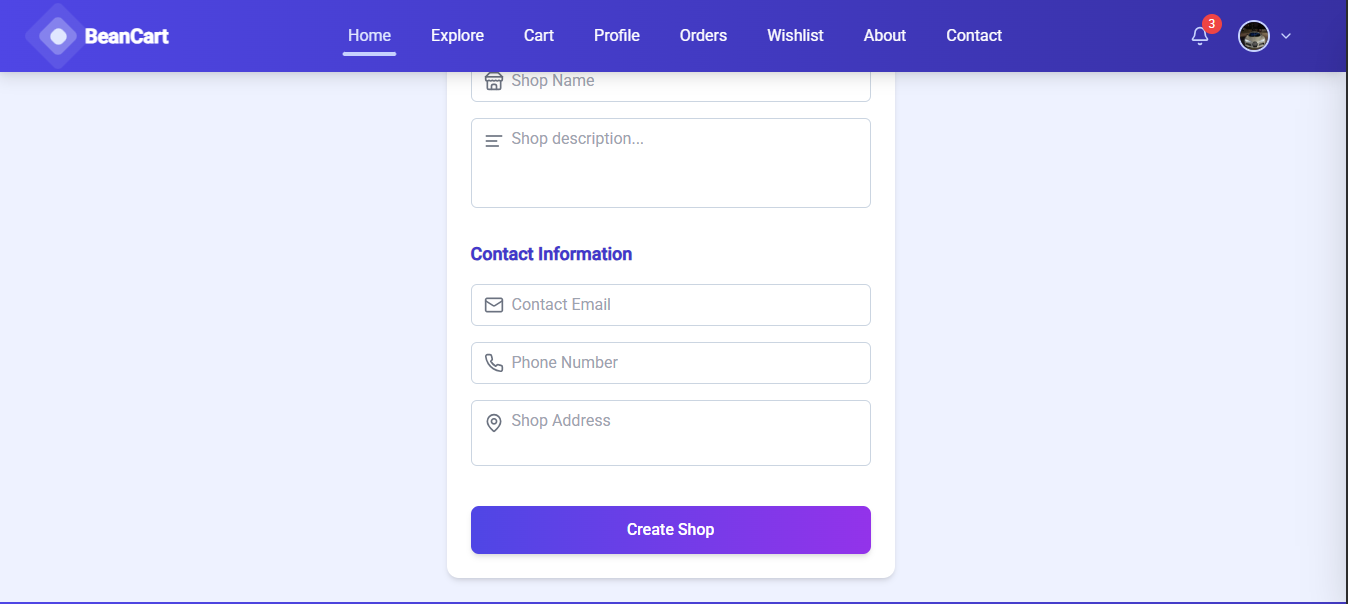 BeanCart
Home Explore Cart Profile Orders Wishlist About Contact
3
Shop Name
Shop description...
Contact Information
Contact Email
Phone Number
Shop Address
Create Shop